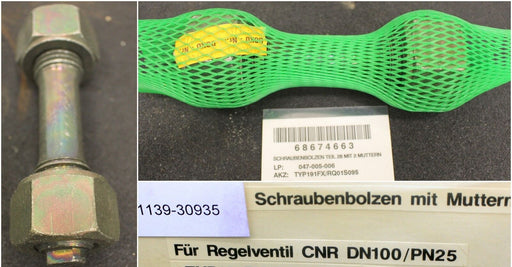 68674663
SCHRAUBENBOLZEN TEIL 28 MIT 2 MUTTERN
LP: 047-005-006
AKZ: TYP191FX/RQ01S095
1139-30935
Schraubenbolzen mit Muttern
Für Regelventil CNR DN100/PN25